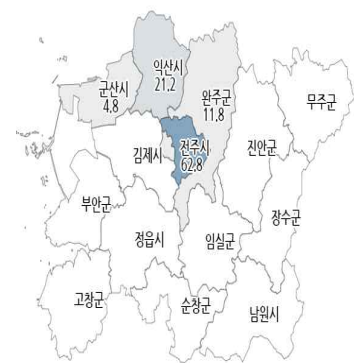 익산시
21.2
군산시
4.8
완주군
11.8
무주군
김제시
전주시
62.8
진안군
부안군
장수군
정읍시
임실군
고창군
순창군
남원시